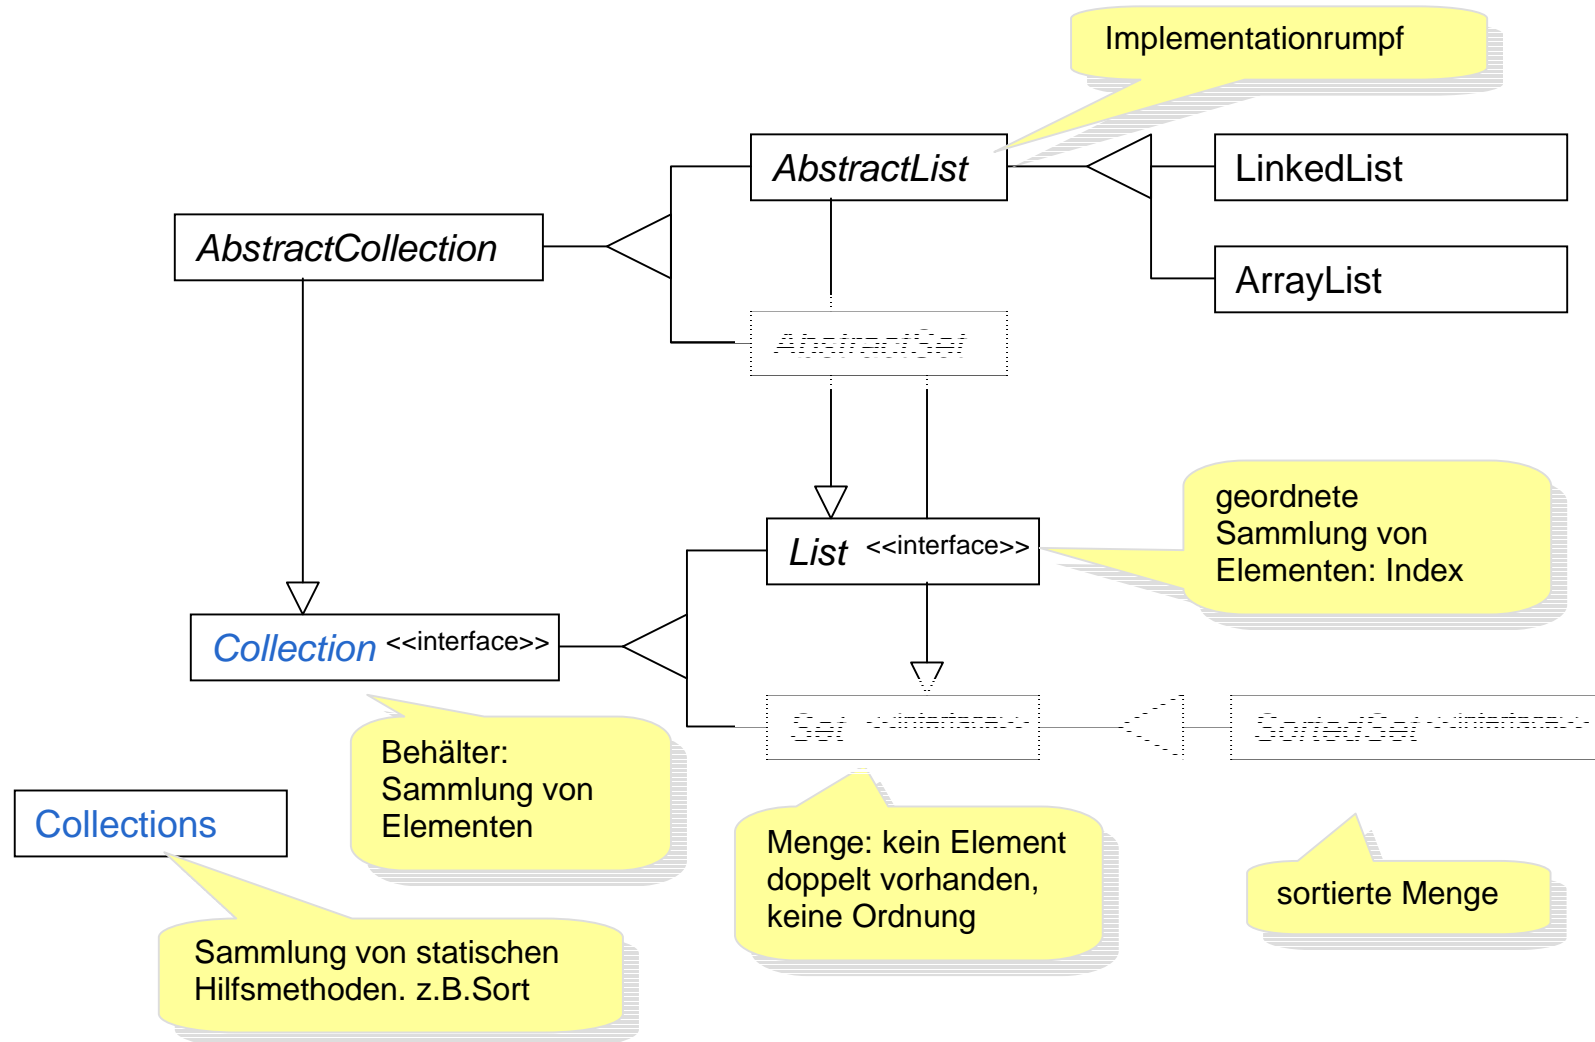 Implementationrumpf
AbstractList
LinkedList
AbstractCollection
ArrayList
AbstractSet
geordnete
Sammlung von
Elementen: Index
List <<interface>>
Collection <<interface>>
Set <<interface>>
SortedSet <<interface>>
Behälter:
Sammlung von
Elementen
Collections
Menge: kein Element
doppelt vorhanden,
keine Ordnung
sortierte Menge
Sammlung von statischen
Hilfsmethoden. z.B.Sort